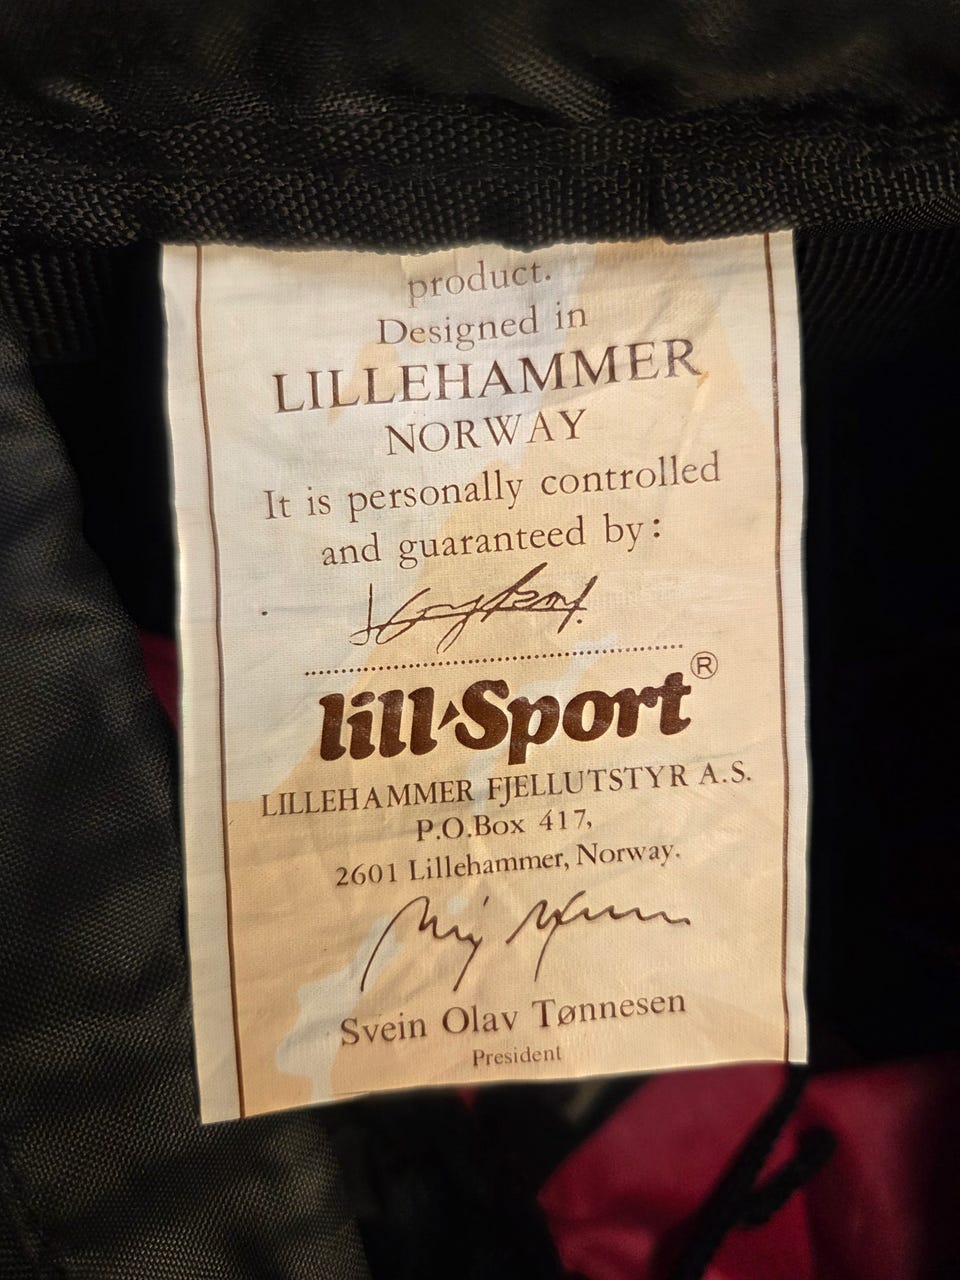 product.
Designed in
LILLEHAMMER
NORWAY
It is personally controlled
and guaranteed by:
lill-Sport®
LILLEHAMMER FJELLUTSTYR A.S.
P.O.Box 417,
2601 Lillehammer, Norway.
Svein Olav Tønnesen
President